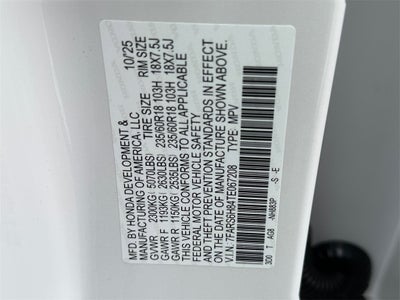 MFD. BY HONDA DEVELOPMENT & 10/25
MANUFACTURING OF AMERICA, LLC
TIRE SIZE RIM SIZE
GVWR 2300KG( 5070LBS)
GAWR F 1193KG( 2630LBS) 235/60R18 103H 18X7.5J
GAWR R 1150KG( 2535LBS) 235/60R18 103H 18X7.5J
THIS VEHICLE CONFORMS TO ALL APPLICABLE
FEDERAL MOTOR VEHICLE SAFETY
AND THEFT PREVENTION STANDARDS IN EFFECT
ON THE DATE OF MANUFACTURE SHOWN ABOVE.
V.I.N. 7FARS6H84TE067208 TYPE: MPV
300 T AG8 -NH883P -S -E